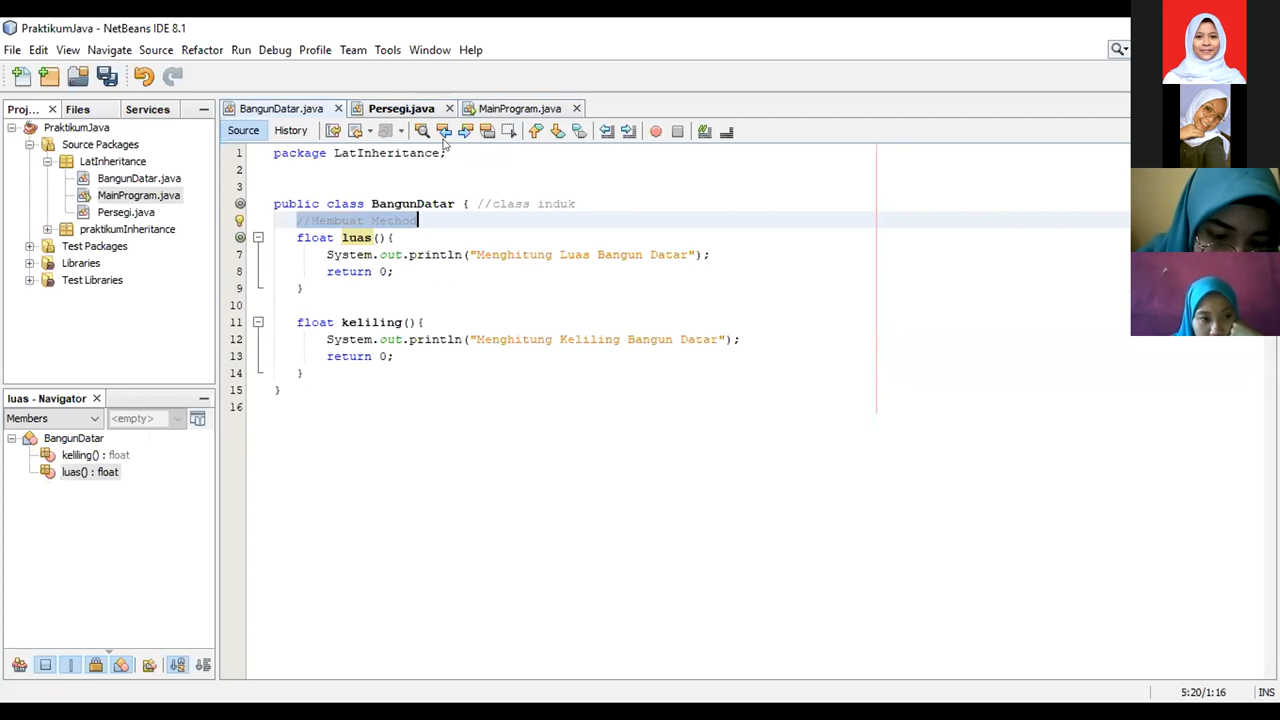 PraktikumJava - NetBeans IDE 8.1
File Edit View Navigate Source Refactor Run Debug Profile Team Tools Window Help
Proj... Files Services
BangunDatar.java Persegi.java MainProgram.java
Source History
PraktikumJava
Source Packages
LatInheritance
BangunDatar.java
MainProgram.java
Persegi.java
praktikumInheritance
Test Packages
Libraries
Test Libraries
1 package LatInheritance;
2
3
public class BangunDatar { //class induk
//Membuat Method
float luas(){
7 System.out.println("Menghitung Luas Bangun Datar");
8 return 0;
9 }
10
11 float keliling(){
12 System.out.println("Menghitung Keliling Bangun Datar");
13 return 0;
14 }
15 }
16
luas - Navigator
Members <empty>
BangunDatar
keliling() : float
luas() : float
5:20/1:16 INS